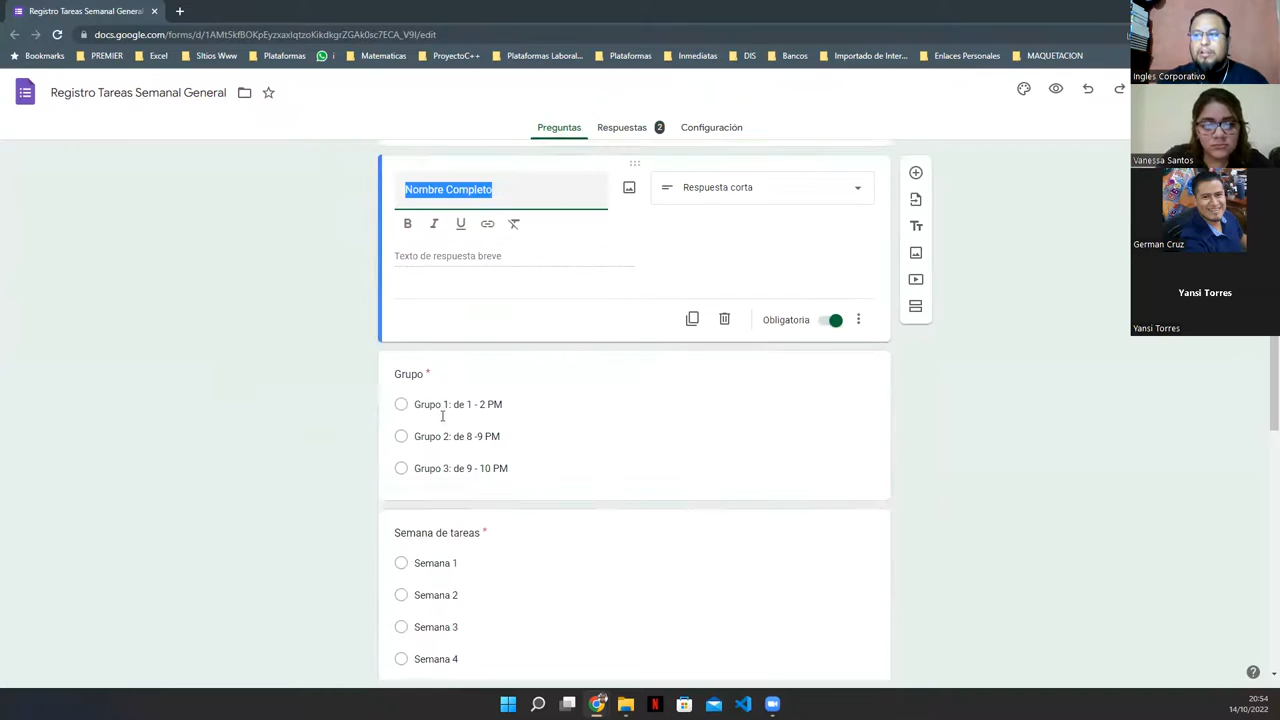 Registro Tareas Semanal General
docs.google.com/forms/d/1AMtSkfBOKpEyzxaxIqtzoKikdkgrZGAk0sc7ECA_V9I/edit
Bookmarks PREMIER Excel SItios Www Plataformas i Matematicas ProyectoC++ Plataformas Laboral... Plataformas Inmediatas DIS Bancos Importado de Inter... Enlaces Personales MAQUETACION
Registro Tareas Semanal General
Preguntas Respuestas 2 Configuración
Nombre Completo
Respuesta corta
B I U
Texto de respuesta breve
Obligatoria
Grupo *
Grupo 1: de 1 - 2 PM
Grupo 2: de 8 -9 PM
Grupo 3: de 9 - 10 PM
Semana de tareas *
Semana 1
Semana 2
Semana 3
Semana 4
Ingles Corporativo
Vanessa Santos
German Cruz
Yansi Torres
Yansi Torres
20:54
14/10/2022